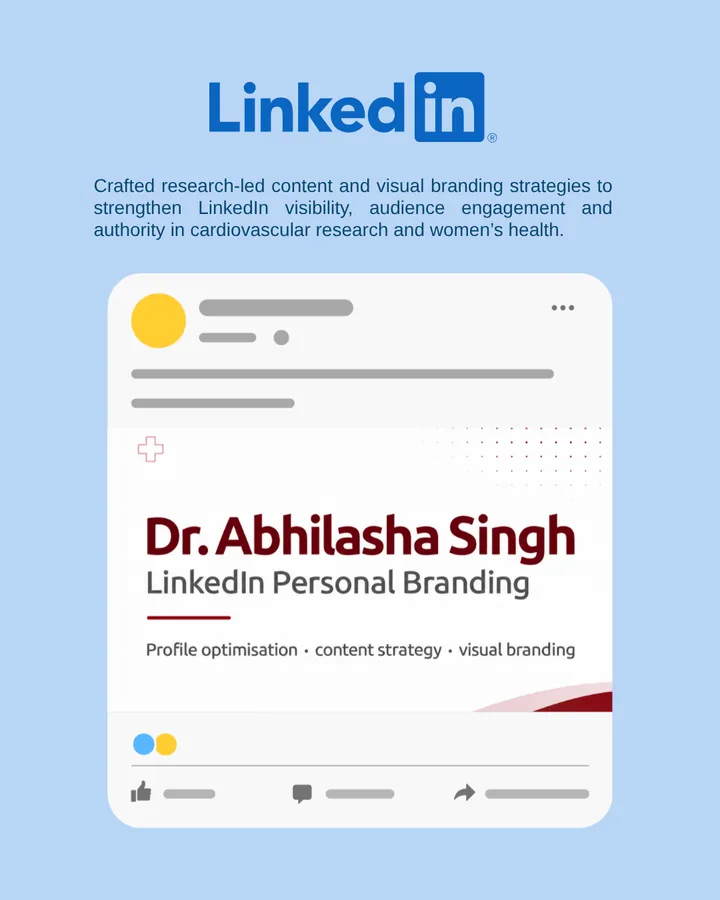 Linkedin®
Crafted research-led content and visual branding strategies to
strengthen LinkedIn visibility, audience engagement and
authority in cardiovascular research and women’s health.
Dr. Abhilasha Singh
LinkedIn Personal Branding
Profile optimisation · content strategy · visual branding